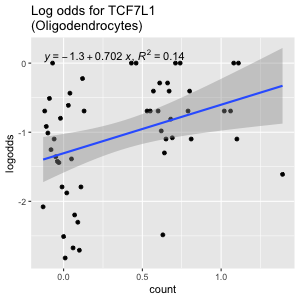 Log odds for TCF7L1
(Oligodendrocytes)
y = −1.3 + 0.702 x, R² = 0.14
0
-1
-2
logodds
0.0 0.5 1.0
count